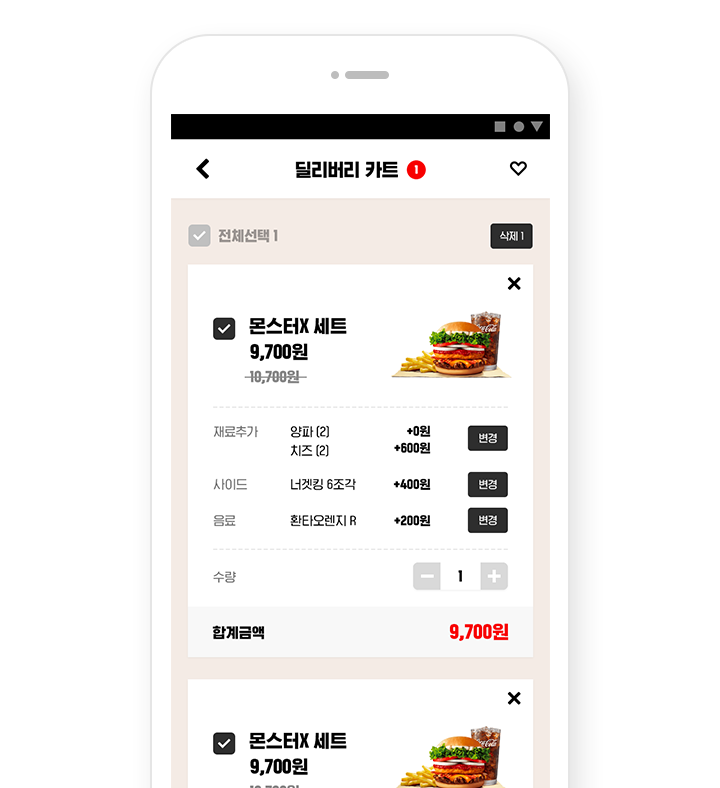 딜리버리 카트 1
전체선택 1
삭제 1
몬스터X 세트
9,700원
10,700원
재료추가 양파 (2) +0원 변경
치즈 (2) +600원
사이드 너겟킹 6조각 +400원 변경
음료 환타오렌지 R +200원 변경
수량 1
합계금액 9,700원
몬스터X 세트
9,700원